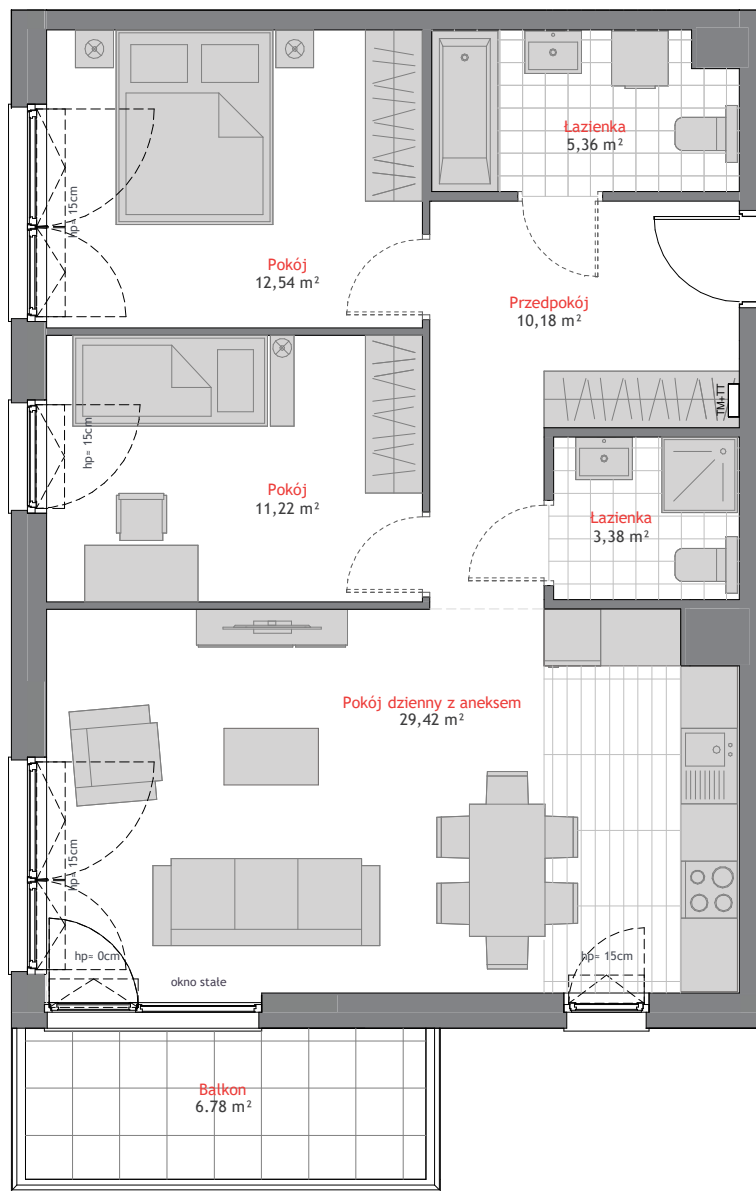 Łazienka
5,36 m²
hp= 15cm
Pokój
12,54 m²
Przedpokój
10,18 m²
TM+TT
hp= 15cm
Pokój
11,22 m²
Łazienka
3,38 m²
Pokój dzienny z aneksem
29,42 m²
hp= 15cm
hp= 0cm
hp= 15cm
okno stałe
Balkon
6.78 m²